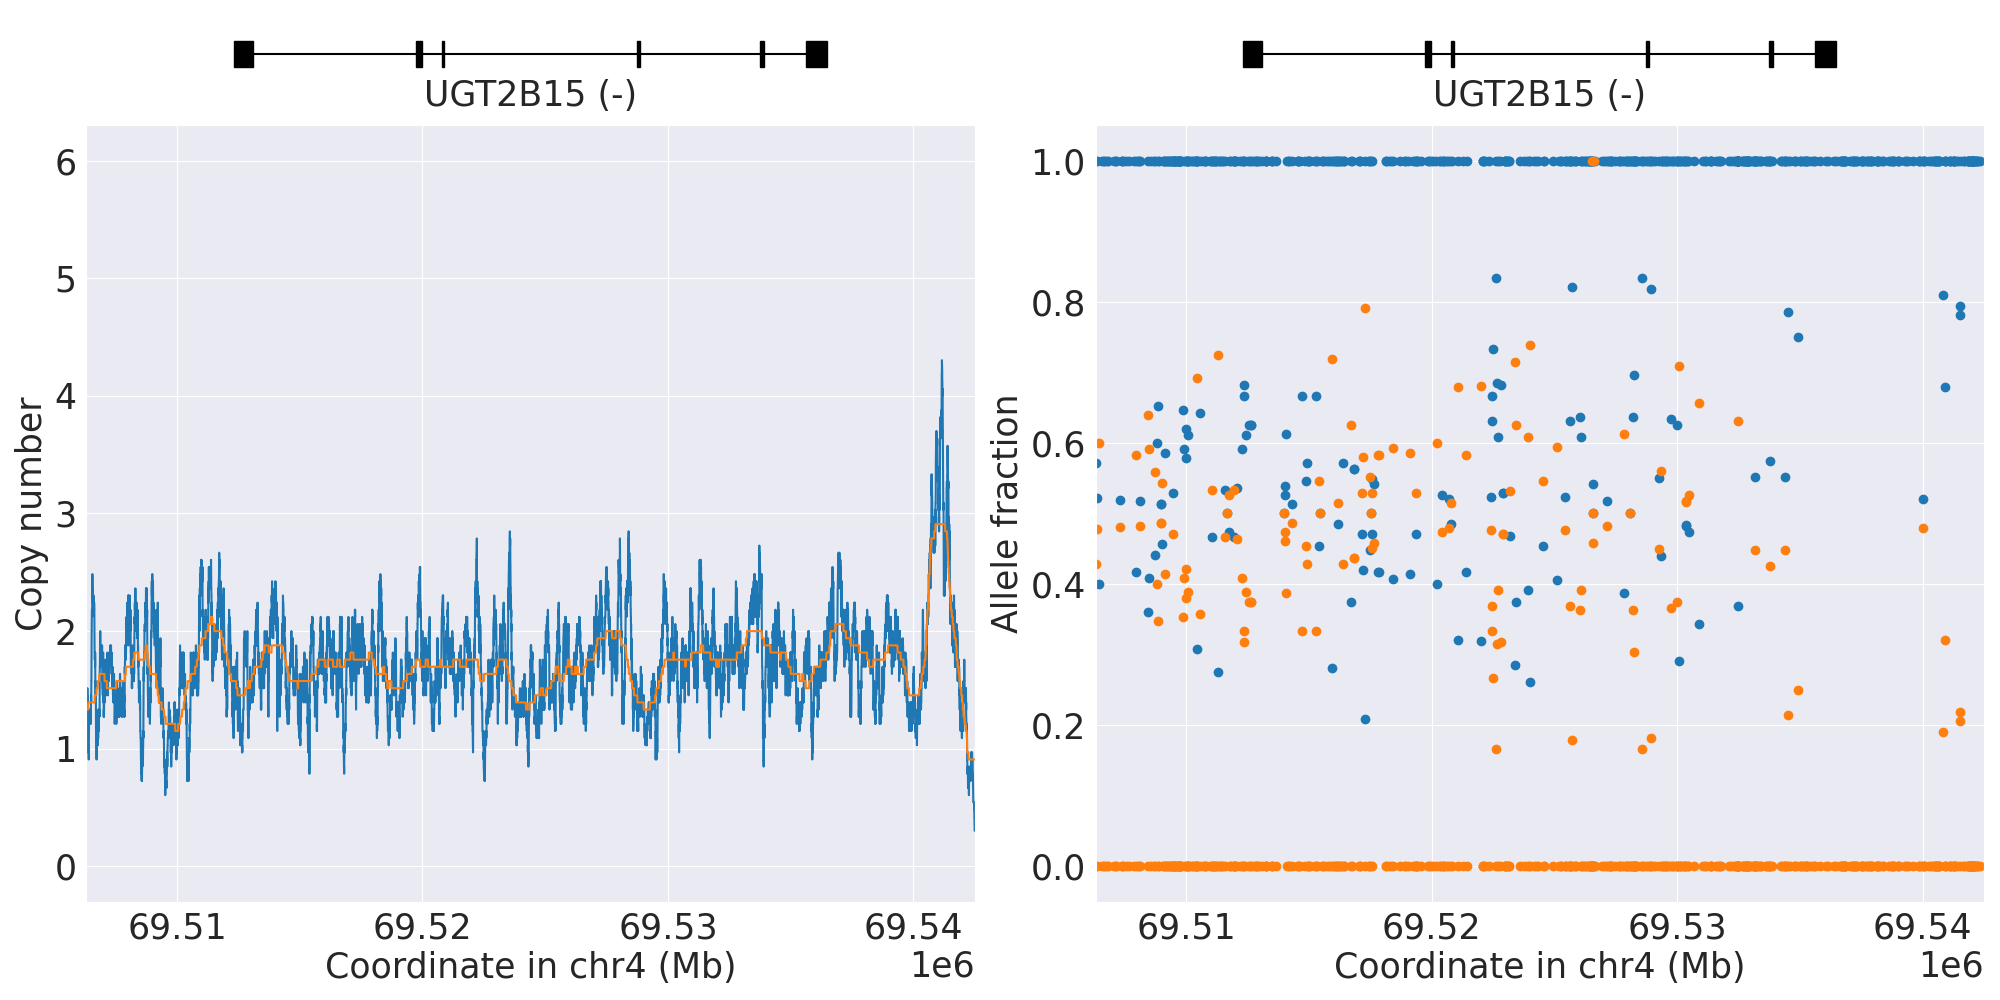 UGT2B15 (-)
6
5
4
3
2
1
0
Copy number
69.51 69.52 69.53 69.54
Coordinate in chr4 (Mb)
1e6
UGT2B15 (-)
1.0
0.8
0.6
0.4
0.2
0.0
Allele fraction
69.51 69.52 69.53 69.54
Coordinate in chr4 (Mb)
1e6